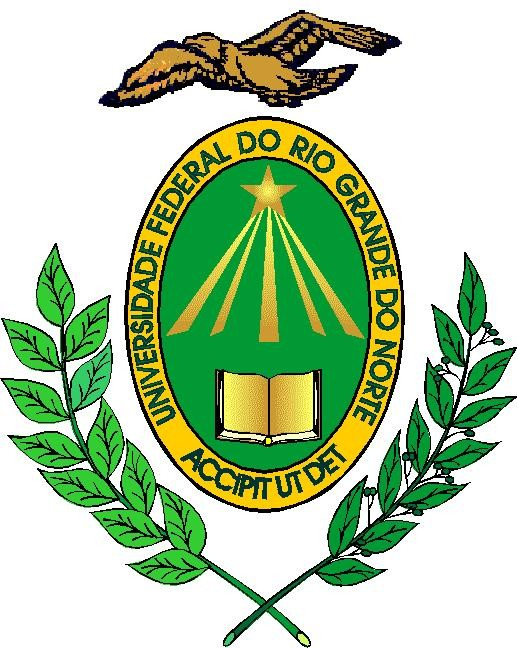 UNIVERSIDADE FEDERAL DO RIO GRANDE DO NORTE
ACCIPIT UT DET